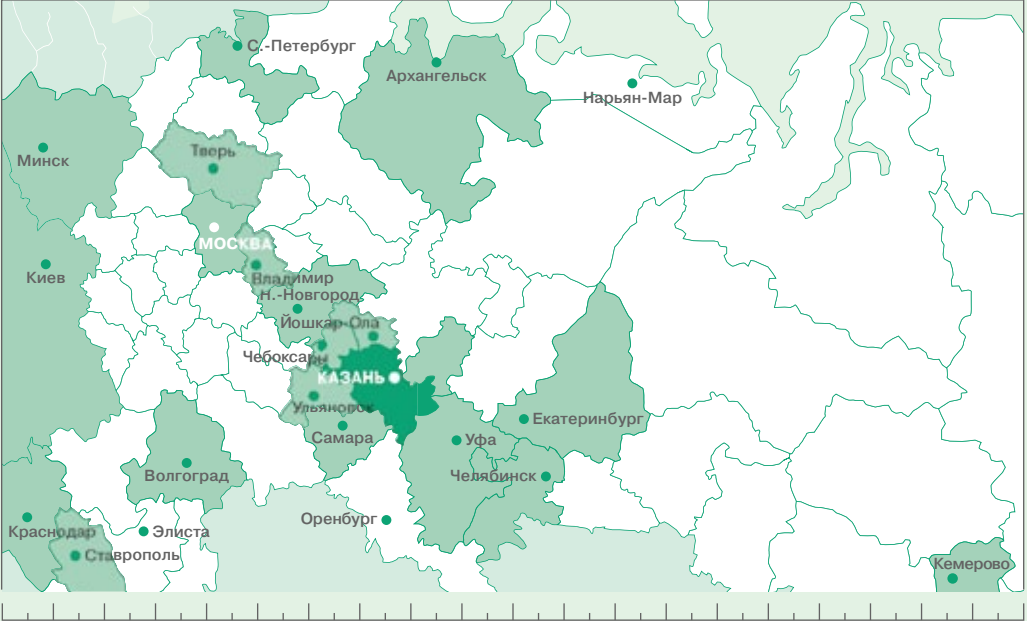 С.-Петербург
Архангельск
Нарьян-Мар
Минск
Тверь
МОСКВА
Киев
Владимир
Н.-Новгород
Йошкар-Ола
Чебоксары
КАЗАНЬ
Ульяновск
Екатеринбург
Самара
Уфа
Волгоград
Челябинск
Оренбург
Краснодар
Элиста
Ставрополь
Кемерово